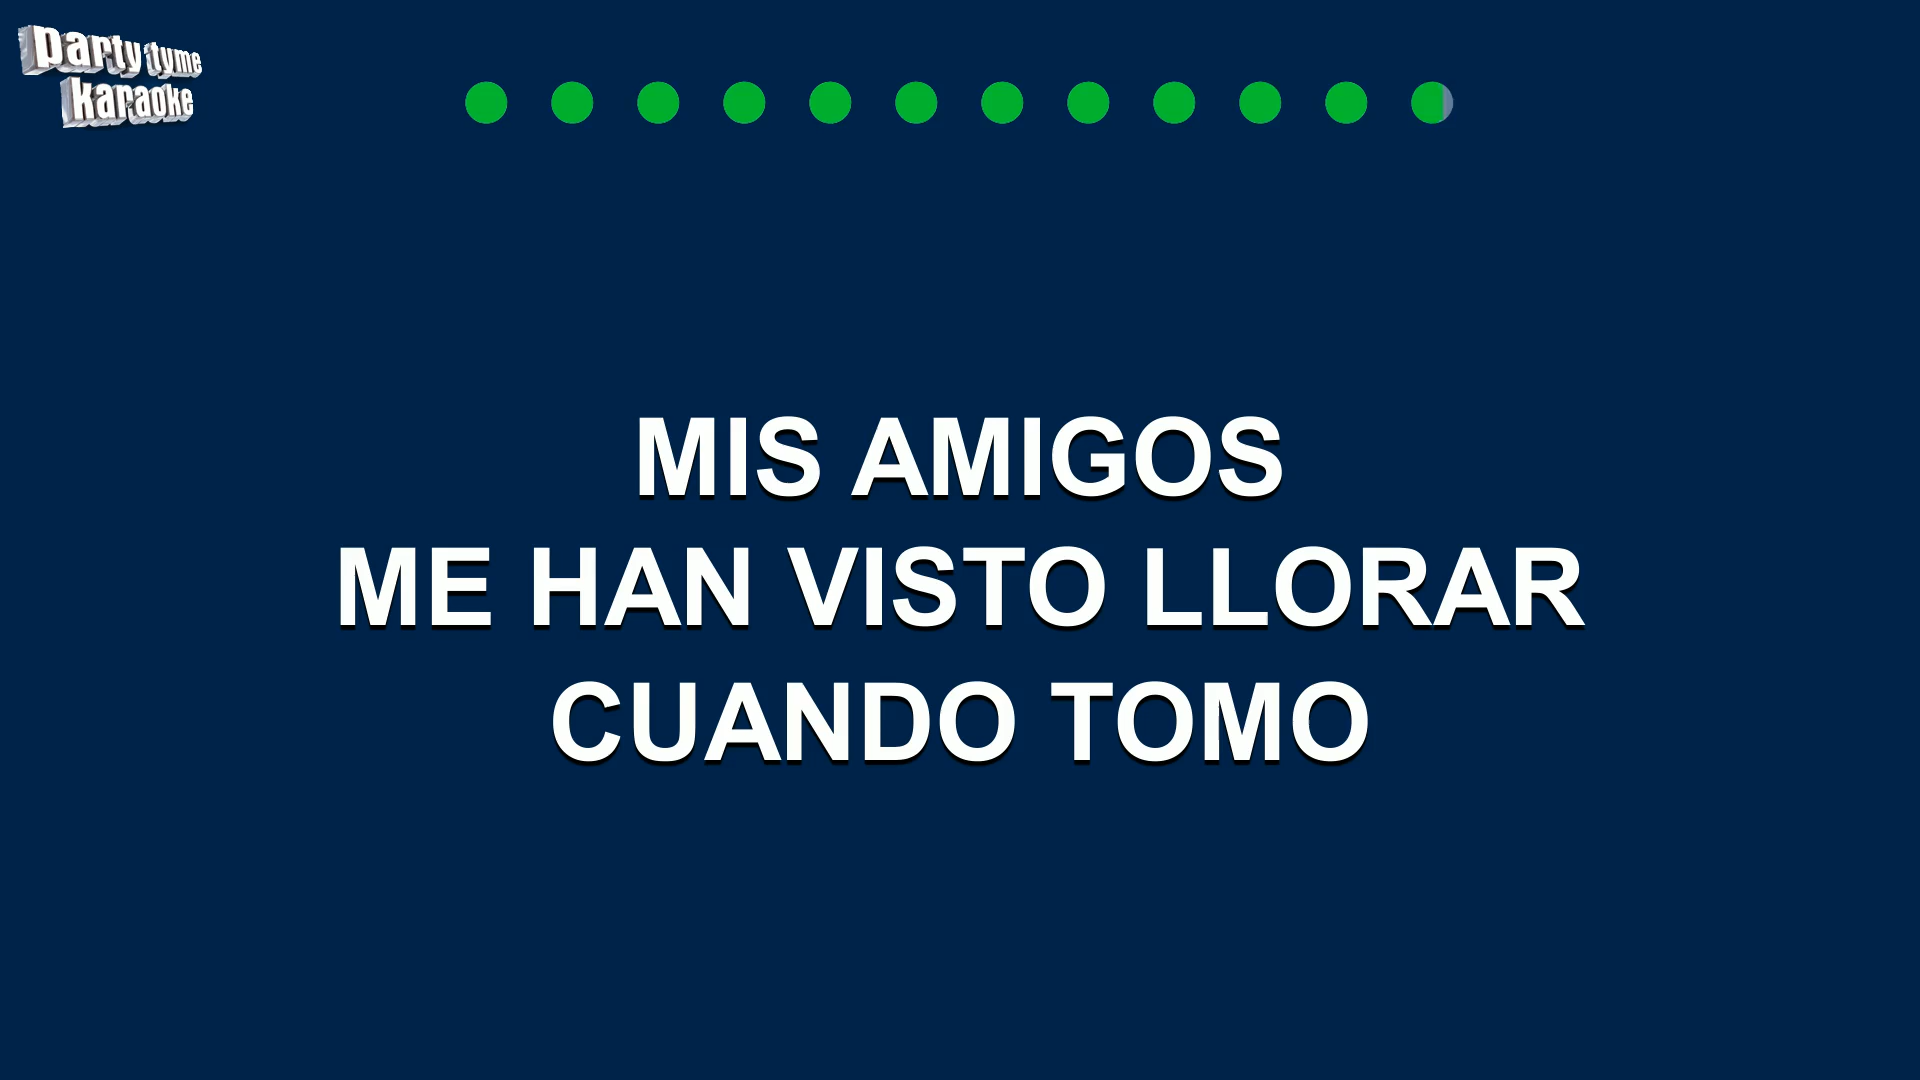 party tyme
karaoke
MIS AMIGOS
ME HAN VISTO LLORAR
CUANDO TOMO